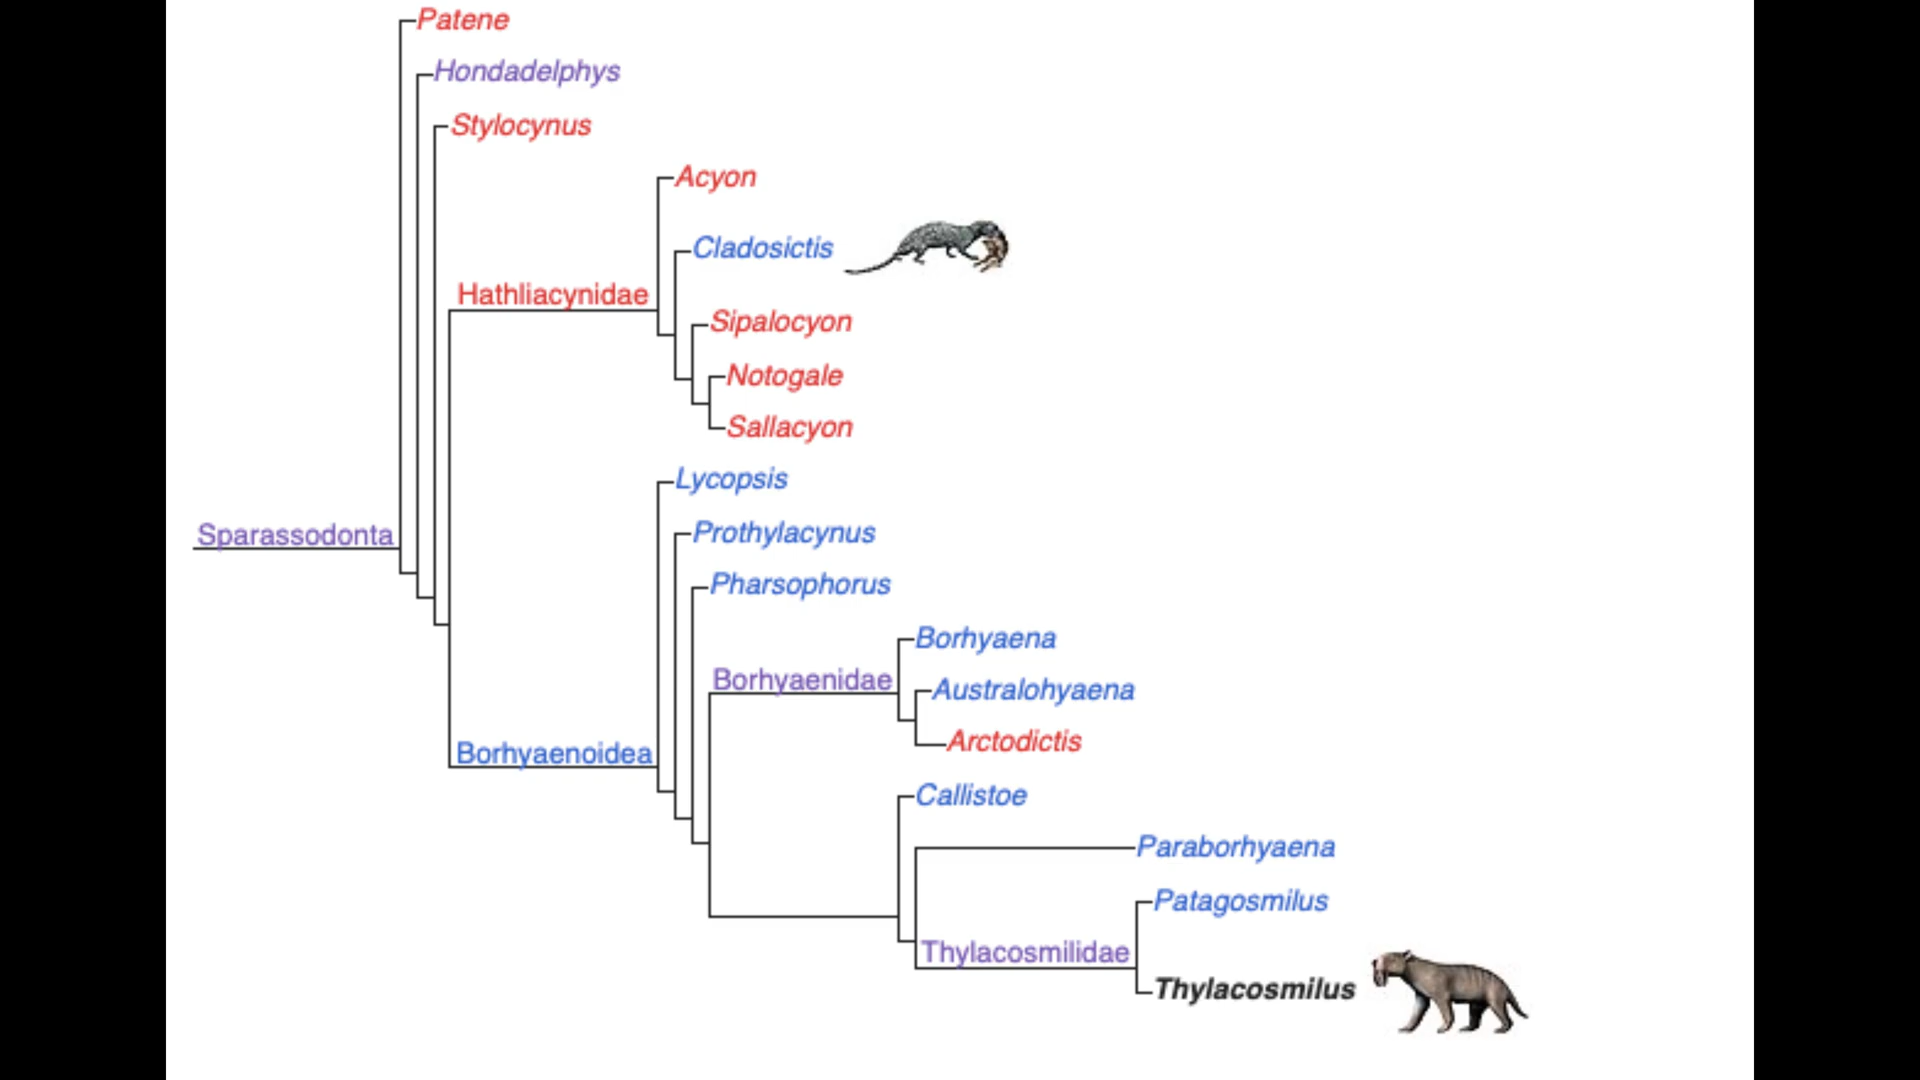 Patene
Hondadelphys
Stylocynus
Acyon
Cladosictis
Hathliacynidae
Sipalocyon
Notogale
Sallacyon
Lycopsis
Sparassodonta
Prothylacynus
Pharsophorus
Borhyaena
Borhyaenidae
Australohyaena
Arctodictis
Borhyaenoidea
Callistoe
Paraborhyaena
Patagosmilus
Thylacosmilidae
Thylacosmilus